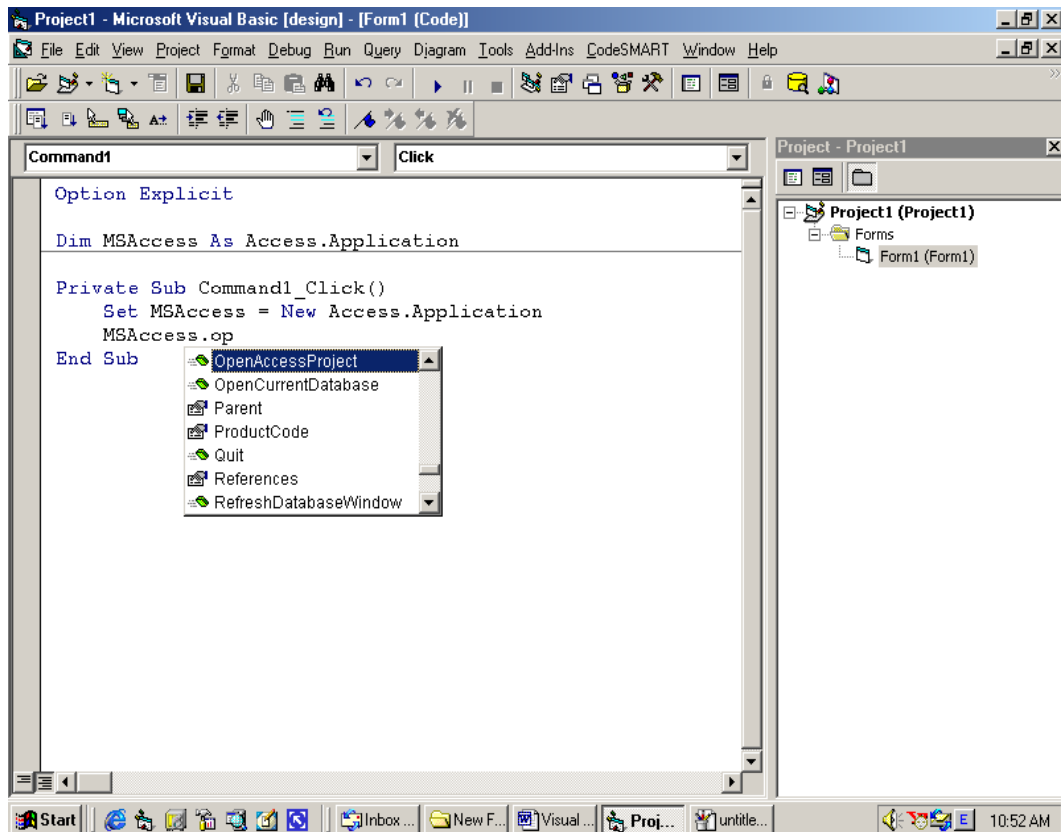 Project1 - Microsoft Visual Basic [design] - [Form1 (Code)]
File Edit View Project Format Debug Run Query Diagram Tools Add-Ins CodeSMART Window Help
Command1
Click
Option Explicit
Dim MSAccess As Access.Application
Private Sub Command1_Click()
Set MSAccess = New Access.Application
MSAccess.op
End Sub
OpenAccessProject
OpenCurrentDatabase
Parent
ProductCode
Quit
References
RefreshDatabaseWindow
Project - Project1
Project1 (Project1)
Forms
Form1 (Form1)
Start
Inbox ...
New F...
Visual ...
Proj...
untitle...
E
10:52 AM